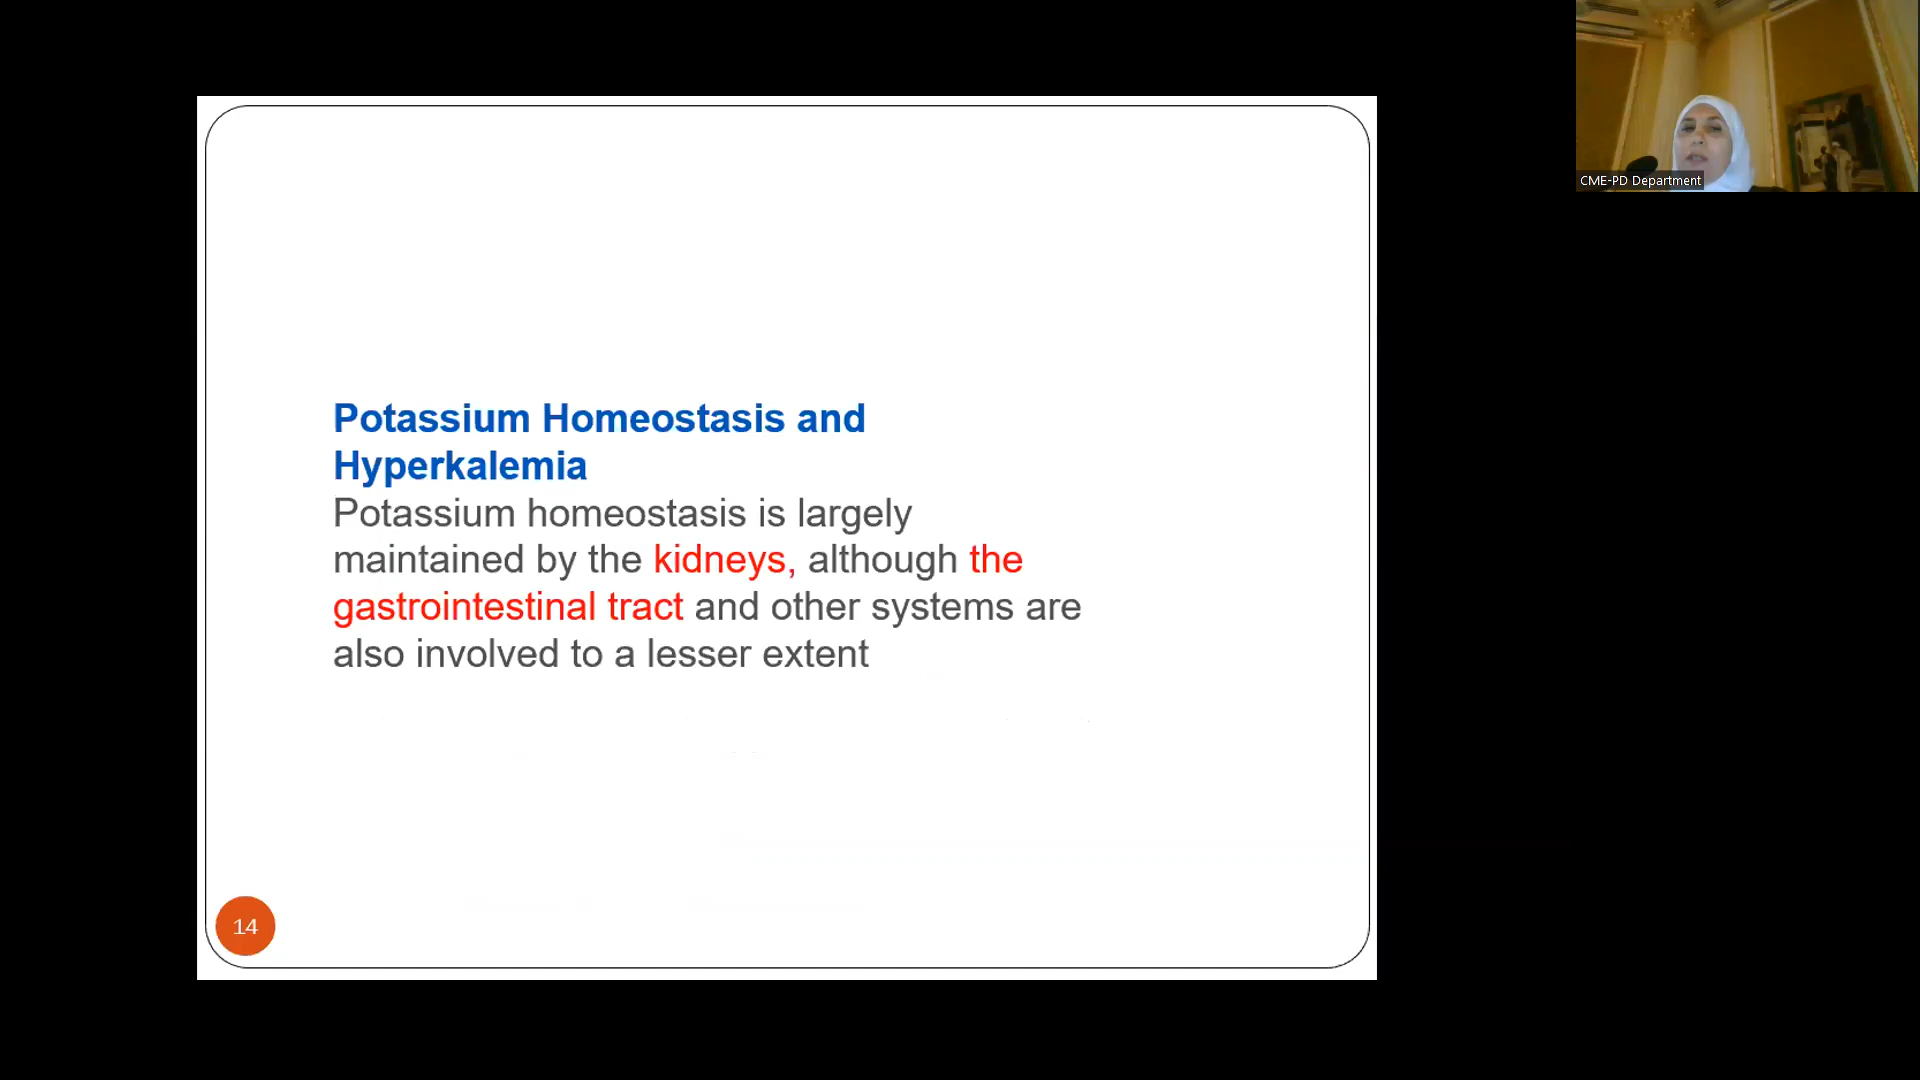 CME-PD Department
Potassium Homeostasis and
Hyperkalemia
Potassium homeostasis is largely
maintained by the kidneys, although the
gastrointestinal tract and other systems are
also involved to a lesser extent
14